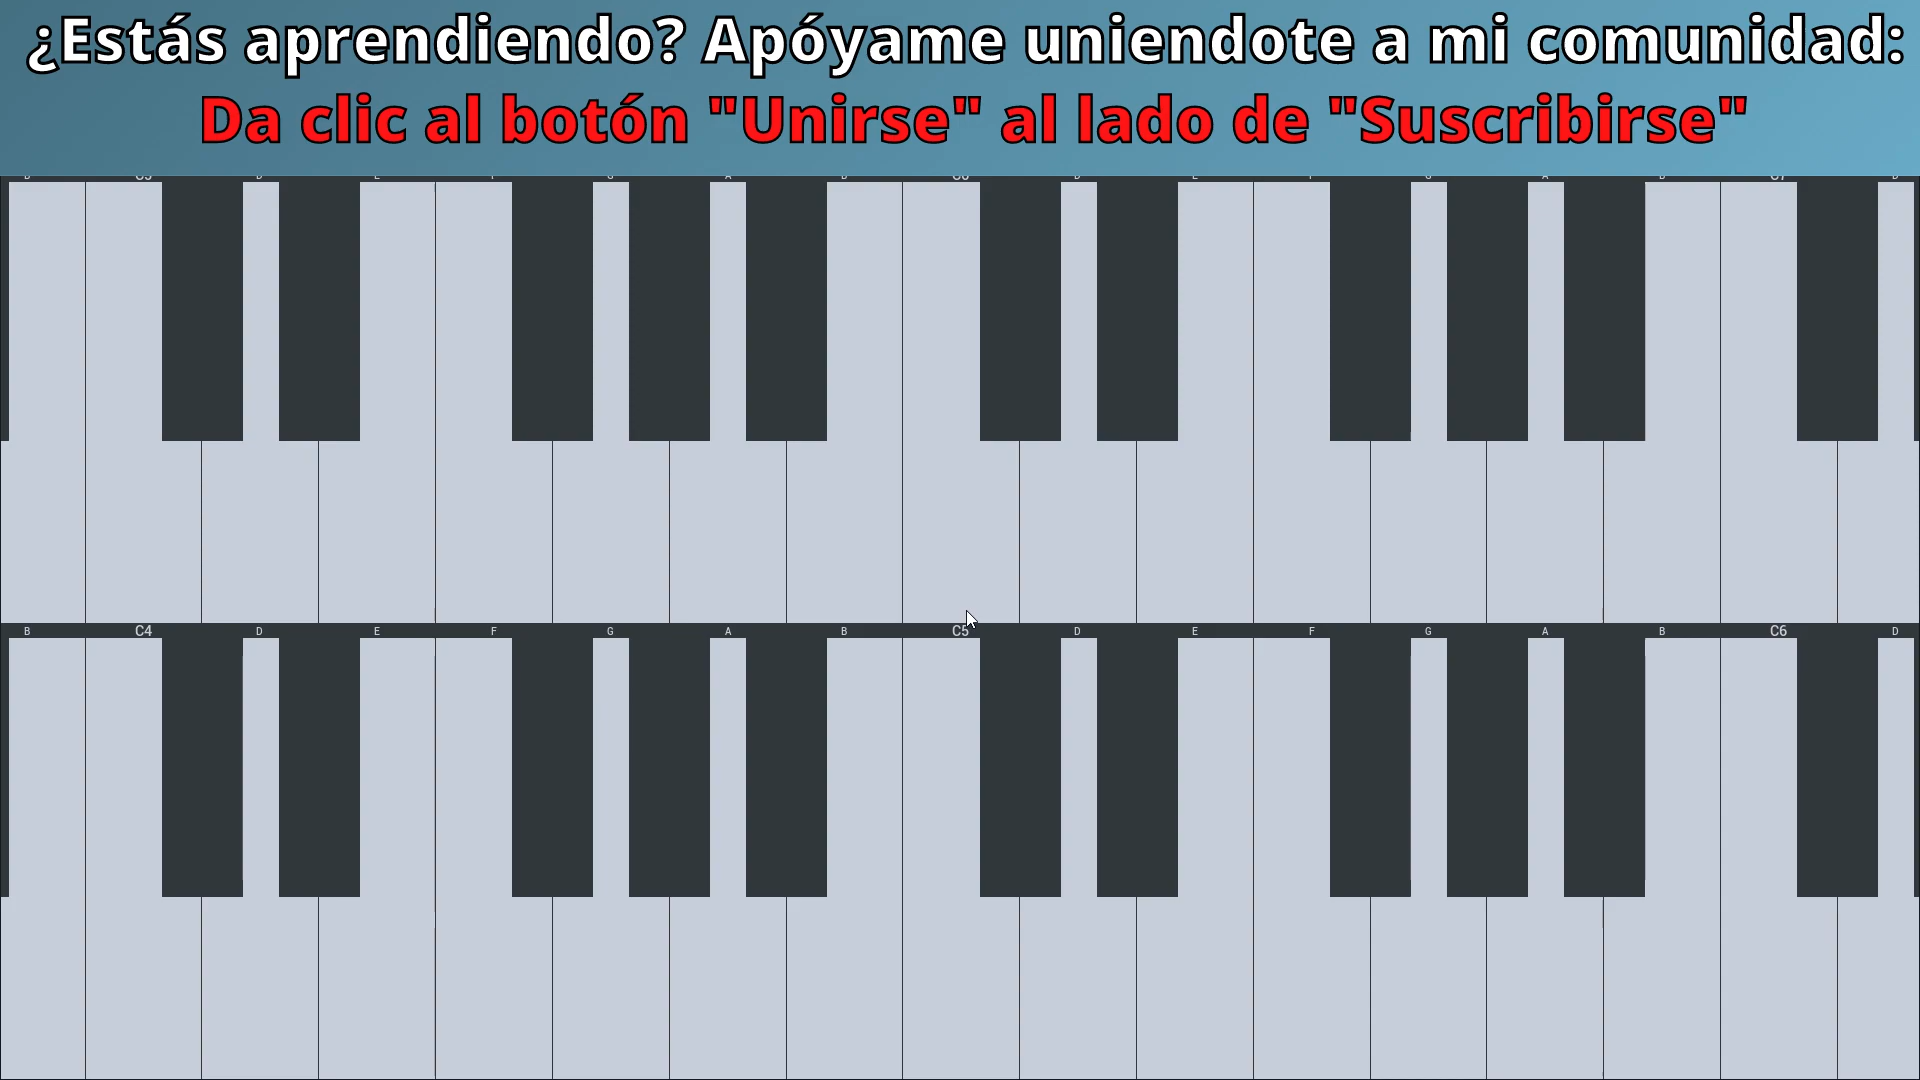 ¿Estás aprendiendo? Apóyame uniendote a mi comunidad:
Da clic al botón "Unirse" al lado de "Suscribirse"
B C4 D E F G A B C5 D E F G A B C6 D